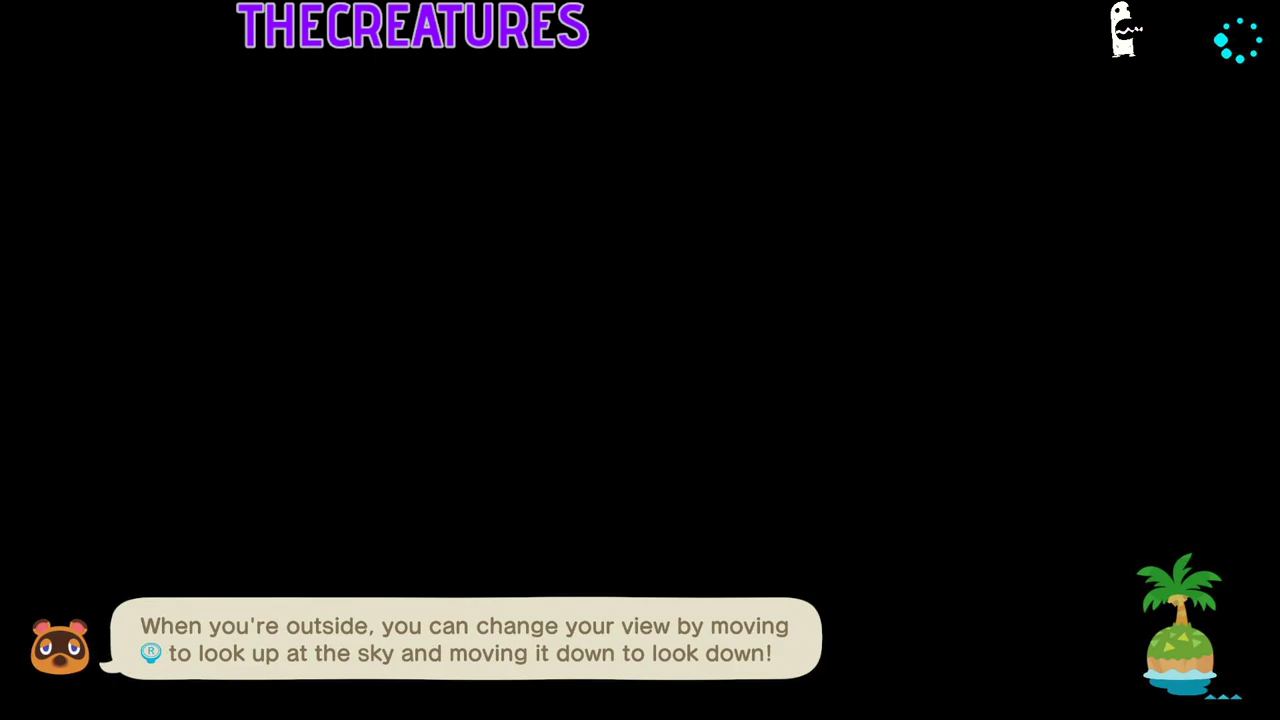 THECREATURES
When you're outside, you can change your view by moving
R to look up at the sky and moving it down to look down!